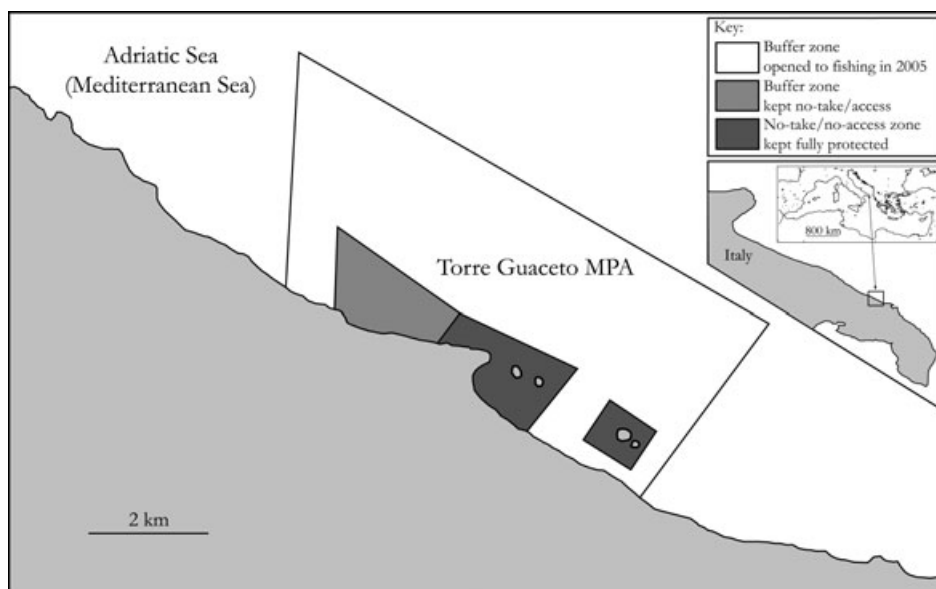 Adriatic Sea
(Mediterranean Sea)
Key:
Buffer zone
opened to fishing in 2005
Buffer zone
kept no-take/access
No-take/no-access zone
kept fully protected
800 km
Italy
Torre Guaceto MPA
2 km